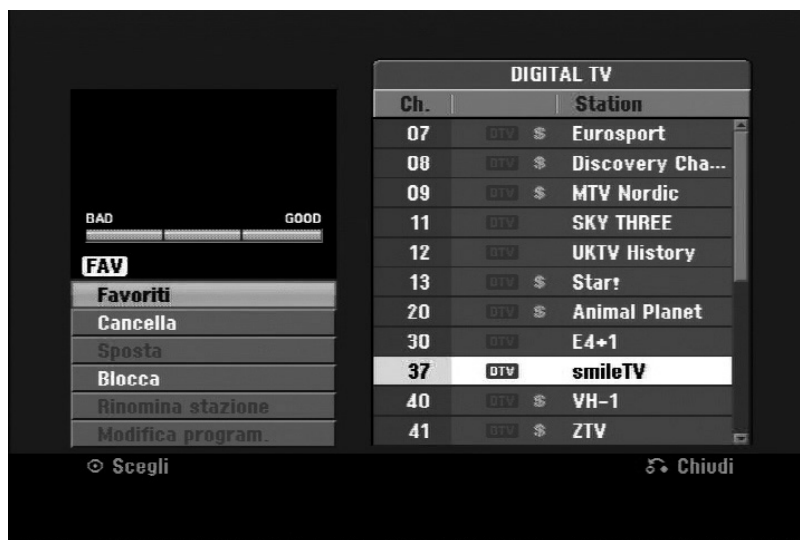 DIGITAL TV
Ch. Station
07 DTV $ Eurosport
08 DTV $ Discovery Cha...
09 DTV $ MTV Nordic
11 DTV SKY THREE
12 DTV UKTV History
13 DTV $ Star!
20 DTV $ Animal Planet
30 DTV E4+1
37 DTV smileTV
40 DTV $ VH-1
41 DTV $ ZTV
BAD GOOD
FAV
Favoriti
Cancella
Sposta
Blocca
Rinomina stazione
Modifica program.
Scegli
Chiudi